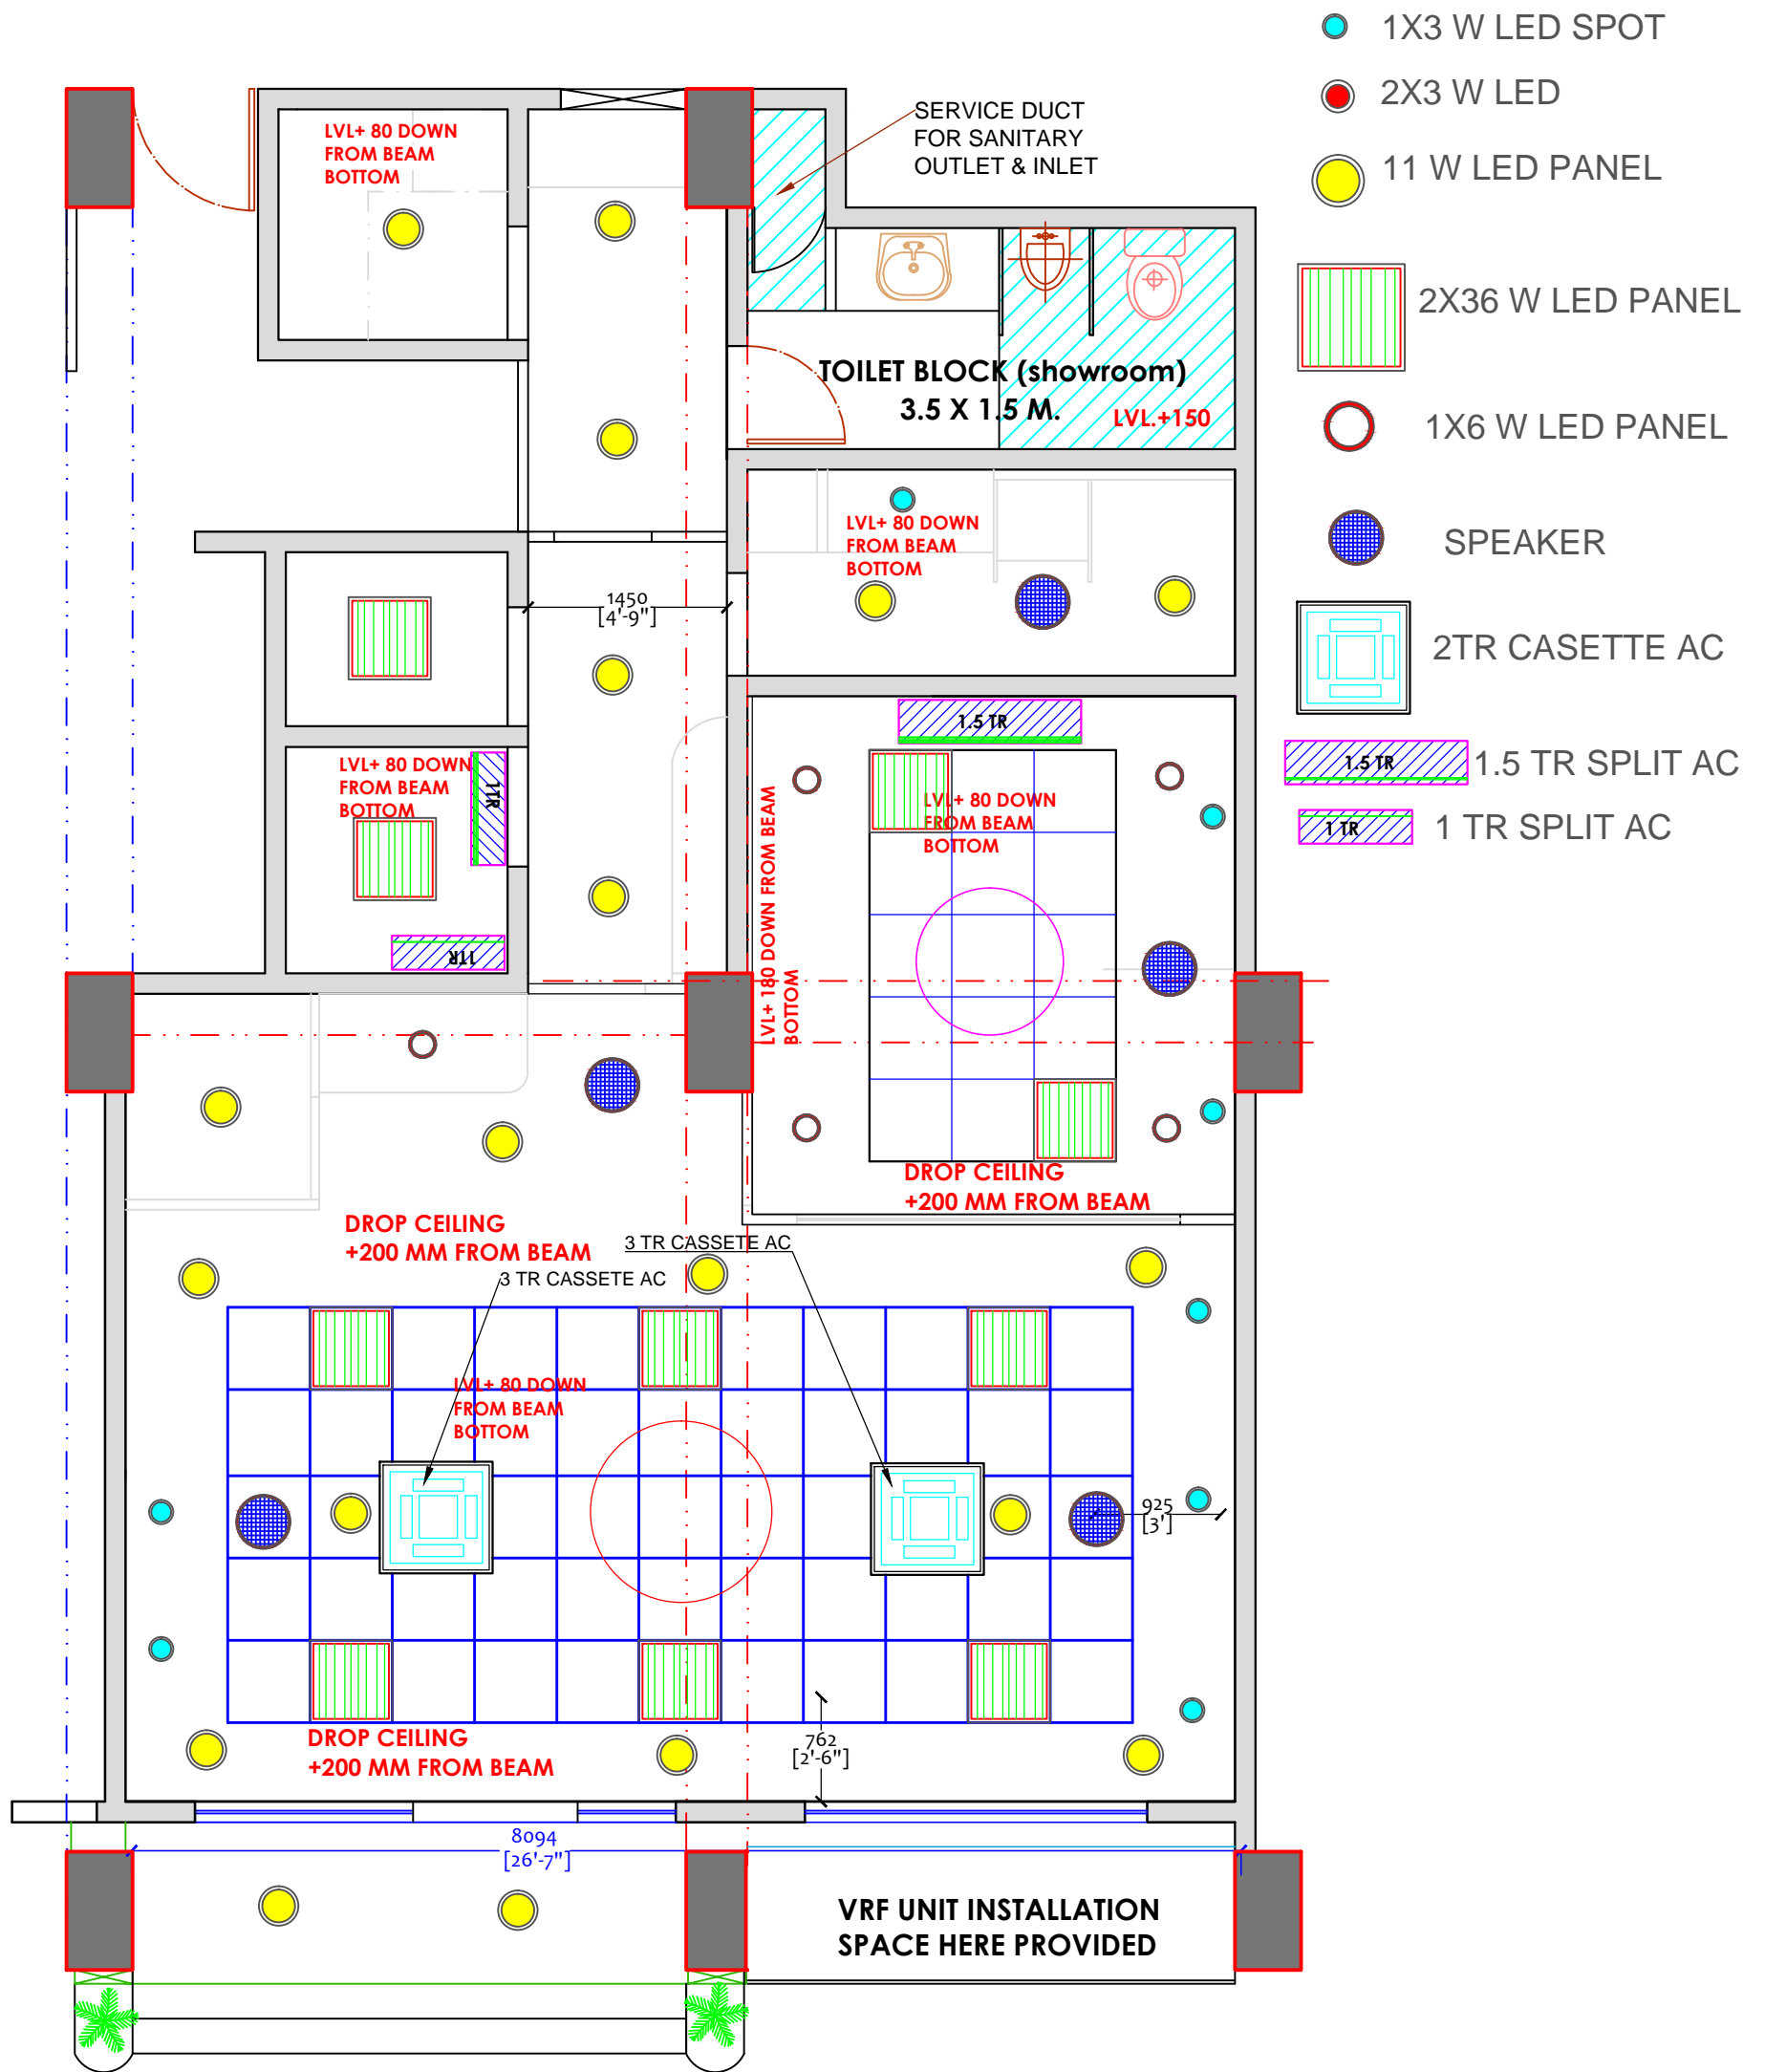 1X3 W LED SPOT
2X3 W LED
11 W LED PANEL
2X36 W LED PANEL
1X6 W LED PANEL
SPEAKER
2TR CASETTE AC
1.5 TR
1.5 TR SPLIT AC
1 TR
1 TR SPLIT AC
SERVICE DUCT
FOR SANITARY
OUTLET & INLET
LVL+ 80 DOWN
FROM BEAM
BOTTOM
TOILET BLOCK (showroom)
3.5 X 1.5 M.
LVL.+150
LVL+ 80 DOWN
FROM BEAM
BOTTOM
1450
[4'-9"]
1.5 TR
LVL+ 80 DOWN
FROM BEAM
BOTTOM
1TR
1TR
LVL+ 80 DOWN
FROM BEAM
BOTTOM
LVL+ 180 DOWN FROM BEAM
BOTTOM
DROP CEILING
+200 MM FROM BEAM
DROP CEILING
+200 MM FROM BEAM
3 TR CASSETE AC
3 TR CASSETE AC
LVL+ 80 DOWN
FROM BEAM
BOTTOM
925
[3']
DROP CEILING
+200 MM FROM BEAM
762
[2'-6"]
8094
[26'-7"]
VRF UNIT INSTALLATION
SPACE HERE PROVIDED